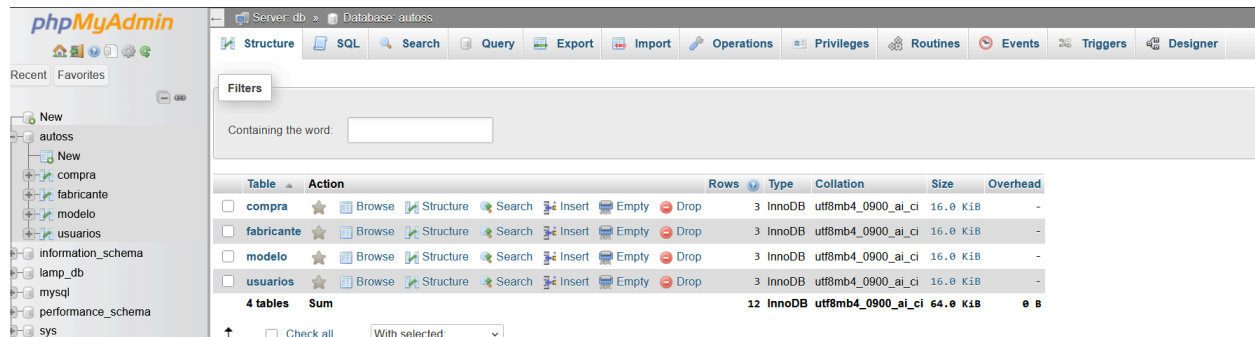 phpMyAdmin
Recent Favorites
New
autoss
New
compra
fabricante
modelo
usuarios
information_schema
lamp_db
mysql
performance_schema
sys
Server: db » Database: autoss
Structure SQL Search Query Export Import Operations Privileges Routines Events Triggers Designer
Filters
Containing the word:
Table Action Rows Type Collation Size Overhead
compra Browse Structure Search Insert Empty Drop 3 InnoDB utf8mb4_0900_ai_ci 16.0 KiB -
fabricante Browse Structure Search Insert Empty Drop 3 InnoDB utf8mb4_0900_ai_ci 16.0 KiB -
modelo Browse Structure Search Insert Empty Drop 3 InnoDB utf8mb4_0900_ai_ci 16.0 KiB -
usuarios Browse Structure Search Insert Empty Drop 3 InnoDB utf8mb4_0900_ai_ci 16.0 KiB -
4 tables Sum 12 InnoDB utf8mb4_0900_ai_ci 64.0 KiB 0 B
Check all With selected: